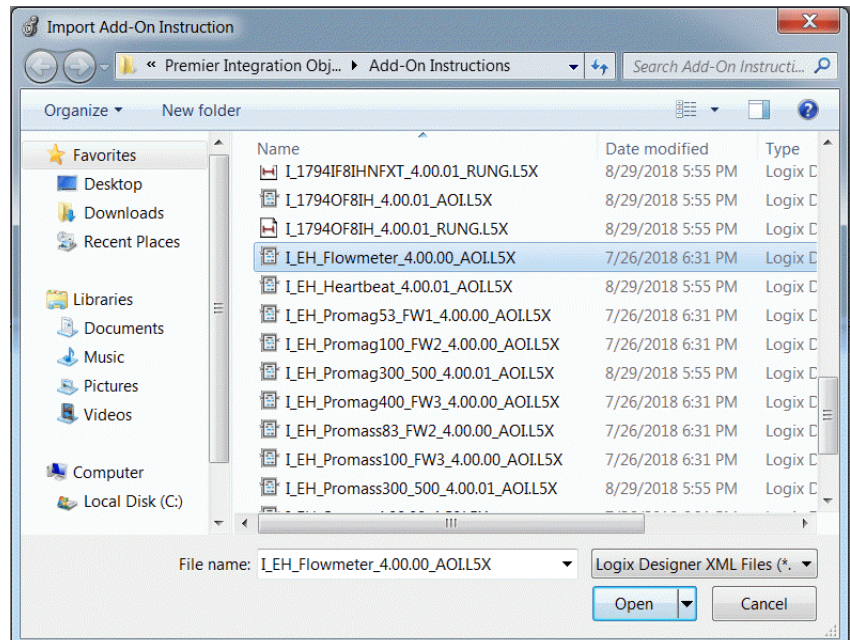 Import Add-On Instruction
X
« Premier Integration Obj... Add-On Instructions Search Add-On Instructi...
Organize New folder ?
Name Date modified Type
Favorites
Desktop
Downloads
Recent Places
Libraries
Documents
Music
Pictures
Videos
Computer
Local Disk (C:)
I_1794IF8IHNFXT_4.00.01_RUNG.L5X 8/29/2018 5:55 PM Logix D
I_1794OF8IH_4.00.01_AOI.L5X 8/29/2018 5:55 PM Logix D
I_1794OF8IH_4.00.01_RUNG.L5X 8/29/2018 5:55 PM Logix D
I_EH_Flowmeter_4.00.00_AOI.L5X 7/26/2018 6:31 PM Logix D
I_EH_Heartbeat_4.00.01_AOI.L5X 8/29/2018 5:55 PM Logix D
I_EH_Promag53_FW1_4.00.00_AOI.L5X 7/26/2018 6:31 PM Logix D
I_EH_Promag100_FW2_4.00.00_AOI.L5X 7/26/2018 6:31 PM Logix D
I_EH_Promag300_500_4.00.01_AOI.L5X 8/29/2018 5:55 PM Logix D
I_EH_Promag400_FW3_4.00.00_AOI.L5X 7/26/2018 6:31 PM Logix D
I_EH_Promass83_FW2_4.00.00_AOI.L5X 7/26/2018 6:31 PM Logix D
I_EH_Promass100_FW3_4.00.00_AOI.L5X 7/26/2018 6:31 PM Logix D
I_EH_Promass300_500_4.00.01_AOI.L5X 8/29/2018 5:55 PM Logix D
File name: I_EH_Flowmeter_4.00.00_AOI.L5X Logix Designer XML Files (*.
Open Cancel